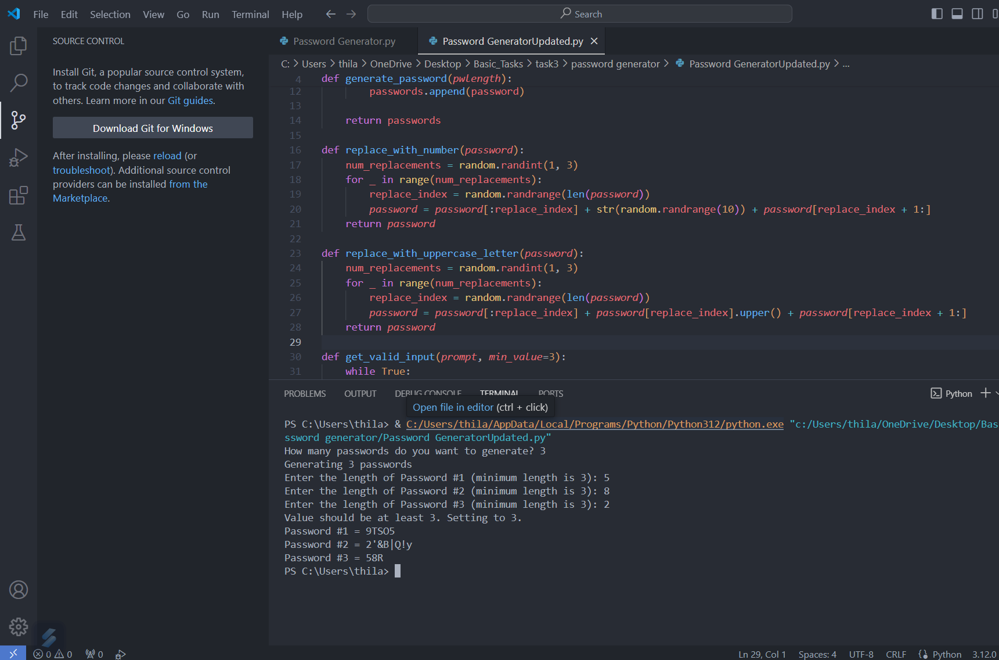 File Edit Selection View Go Run Terminal Help
Search
SOURCE CONTROL
Install Git, a popular source control system,
to track code changes and collaborate with
others. Learn more in our Git guides.
Download Git for Windows
After installing, please reload (or
troubleshoot). Additional source control
providers can be installed from the
Marketplace.
Password Generator.py
Password GeneratorUpdated.py
C: > Users > thila > OneDrive > Desktop > Basic_Tasks > task3 > password generator > Password GeneratorUpdated.py > ...
4 def generate_password(pwlength):
12         passwords.append(password)
13
14     return passwords
15
16 def replace_with_number(password):
17     num_replacements = random.randint(1, 3)
18     for _ in range(num_replacements):
19         replace_index = random.randrange(len(password))
20         password = password[:replace_index] + str(random.randrange(10)) + password[replace_index + 1:]
21     return password
22
23 def replace_with_uppercase_letter(password):
24     num_replacements = random.randint(1, 3)
25     for _ in range(num_replacements):
26         replace_index = random.randrange(len(password))
27         password = password[:replace_index] + password[replace_index].upper() + password[replace_index + 1:]
28     return password
29
30 def get_valid_input(prompt, min_value=3):
31     while True:
PROBLEMS OUTPUT DEBUG CONSOLE TERMINAL PORTS
Python
Open file in editor (ctrl + click)
PS C:\Users\thila> & C:/Users/thila/AppData/Local/Programs/Python/Python312/python.exe "c:/Users/thila/OneDrive/Desktop/Bas
ssword generator/Password GeneratorUpdated.py"
How many passwords do you want to generate? 3
Generating 3 passwords
Enter the length of Password #1 (minimum length is 3): 5
Enter the length of Password #2 (minimum length is 3): 8
Enter the length of Password #3 (minimum length is 3): 2
Value should be at least 3. Setting to 3.
Password #1 = 9TSO5
Password #2 = 2'&B|Q!y
Password #3 = 58R
PS C:\Users\thila>
0 0 0
Ln 29, Col 1 Spaces: 4 UTF-8 CRLF Python 3.12.0